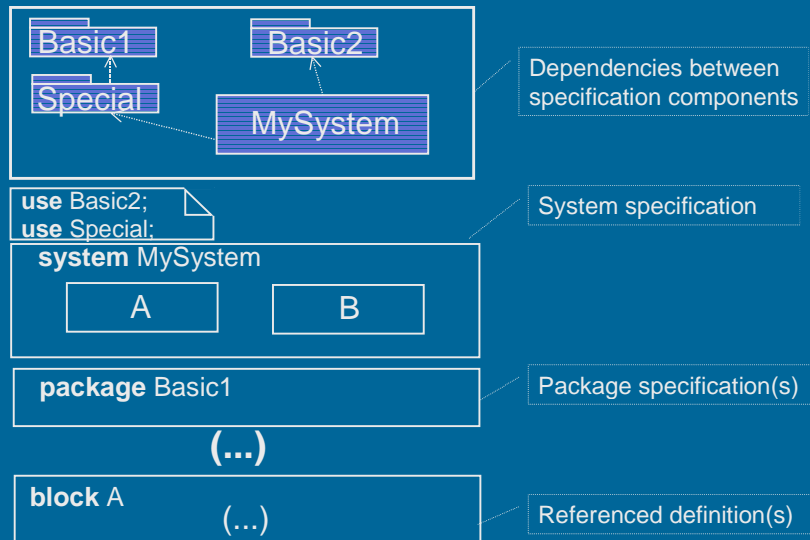 Basic1
Basic2
Special
MySystem
Dependencies between
specification components
use Basic2;
use Special;
System specification
system MySystem
A
B
package Basic1
Package specification(s)
(...)
block A
(...)
Referenced definition(s)